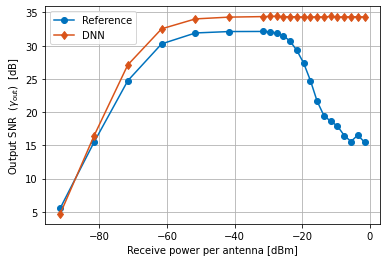 35
30
25
20
15
10
5
Output SNR (γ_out) [dB]
Reference
DNN
−80 −60 −40 −20 0
Receive power per antenna [dBm]